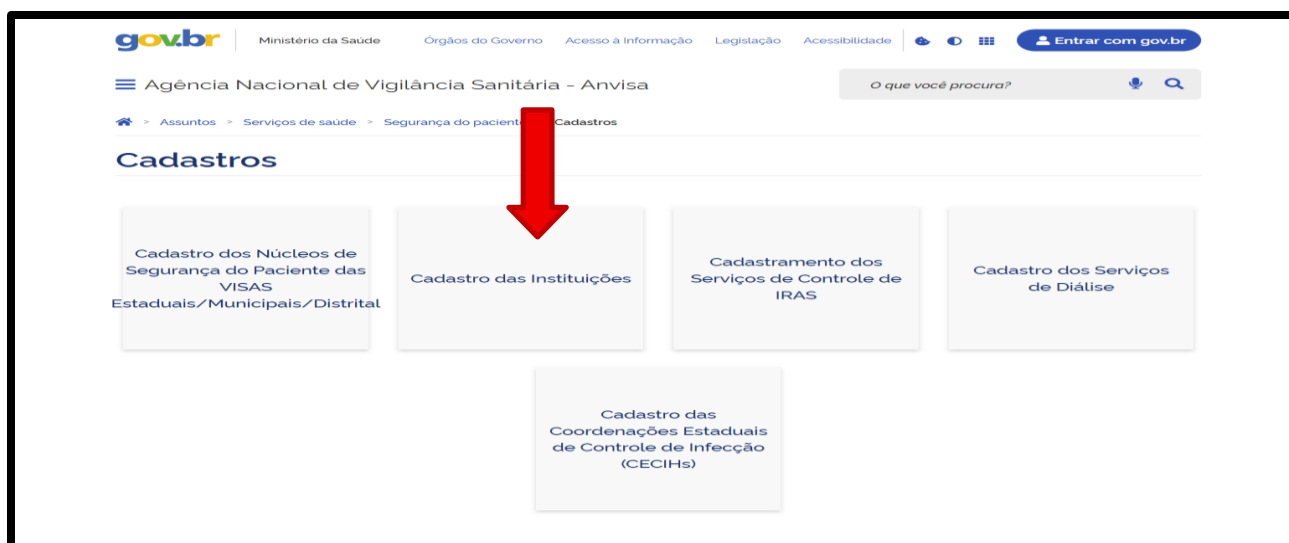 gov.br
Ministério da Saúde
Órgãos do Governo
Acesso à Informação
Legislação
Acessibilidade
Entrar com gov.br
Agência Nacional de Vigilância Sanitária - Anvisa
O que você procura?
> Assuntos > Serviços de saúde > Segurança do paciente Cadastros
Cadastros
Cadastro dos Núcleos de
Segurança do Paciente das
VISAS
Estaduais/Municipais/Distrital
Cadastro das Instituições
Cadastramento dos
Serviços de Controle de
IRAS
Cadastro dos Serviços
de Diálise
Cadastro das
Coordenações Estaduais
de Controle de Infecção
(CECIHs)